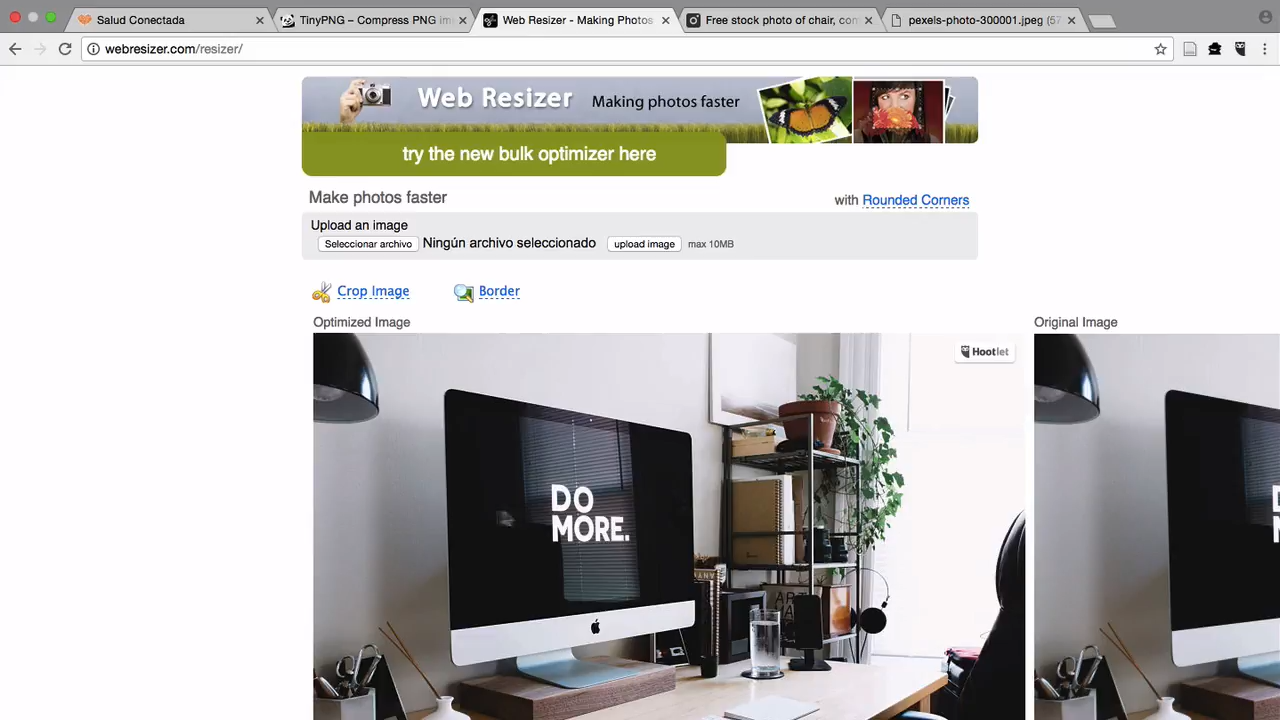 Salud Conectada
TinyPNG – Compress PNG im
Web Resizer - Making Photos
Free stock photo of chair, con
pexels-photo-300001.jpeg (57
webresizer.com/resizer/
Web Resizer Making photos faster
try the new bulk optimizer here
Make photos faster
with Rounded Corners
Upload an image
Seleccionar archivo Ningún archivo seleccionado upload image max 10MB
Crop Image
Border
Optimized Image
Original Image
Hootlet
DO
MORE.